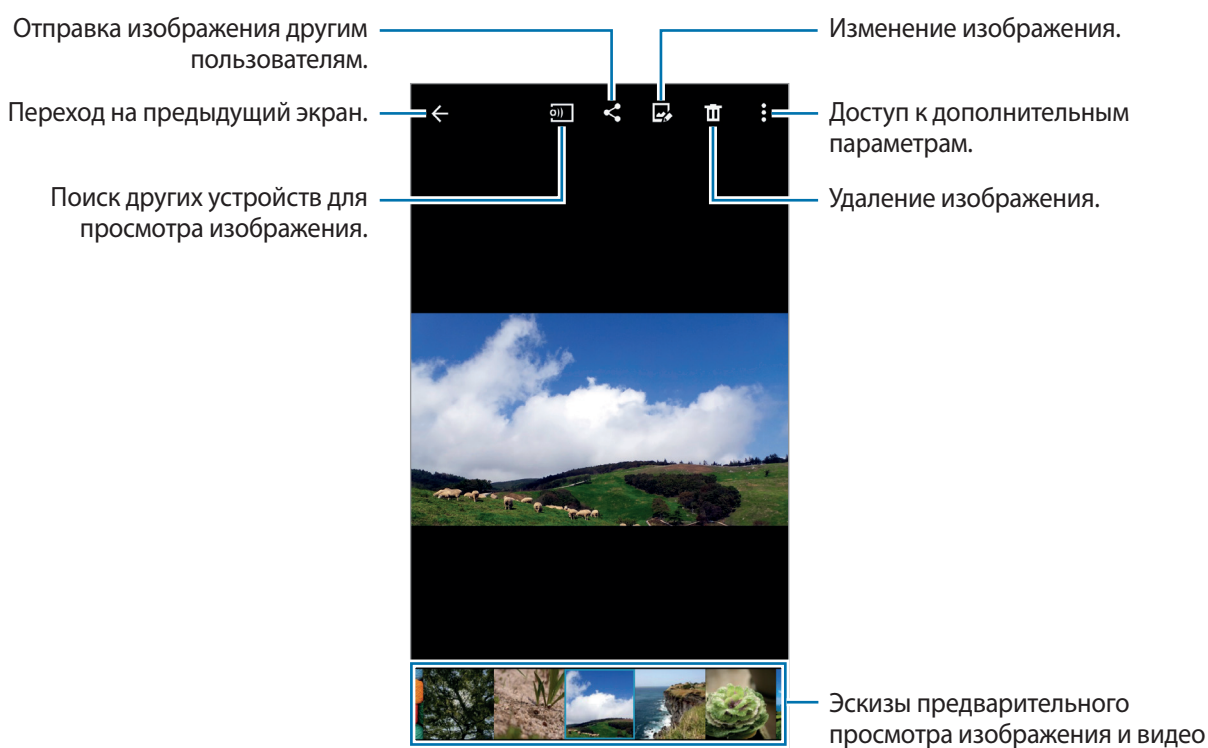 Отправка изображения другим
пользователям.
Изменение изображения.
Переход на предыдущий экран.
Доступ к дополнительным
параметрам.
Поиск других устройств для
просмотра изображения.
Удаление изображения.
Эскизы предварительного
просмотра изображения и видео